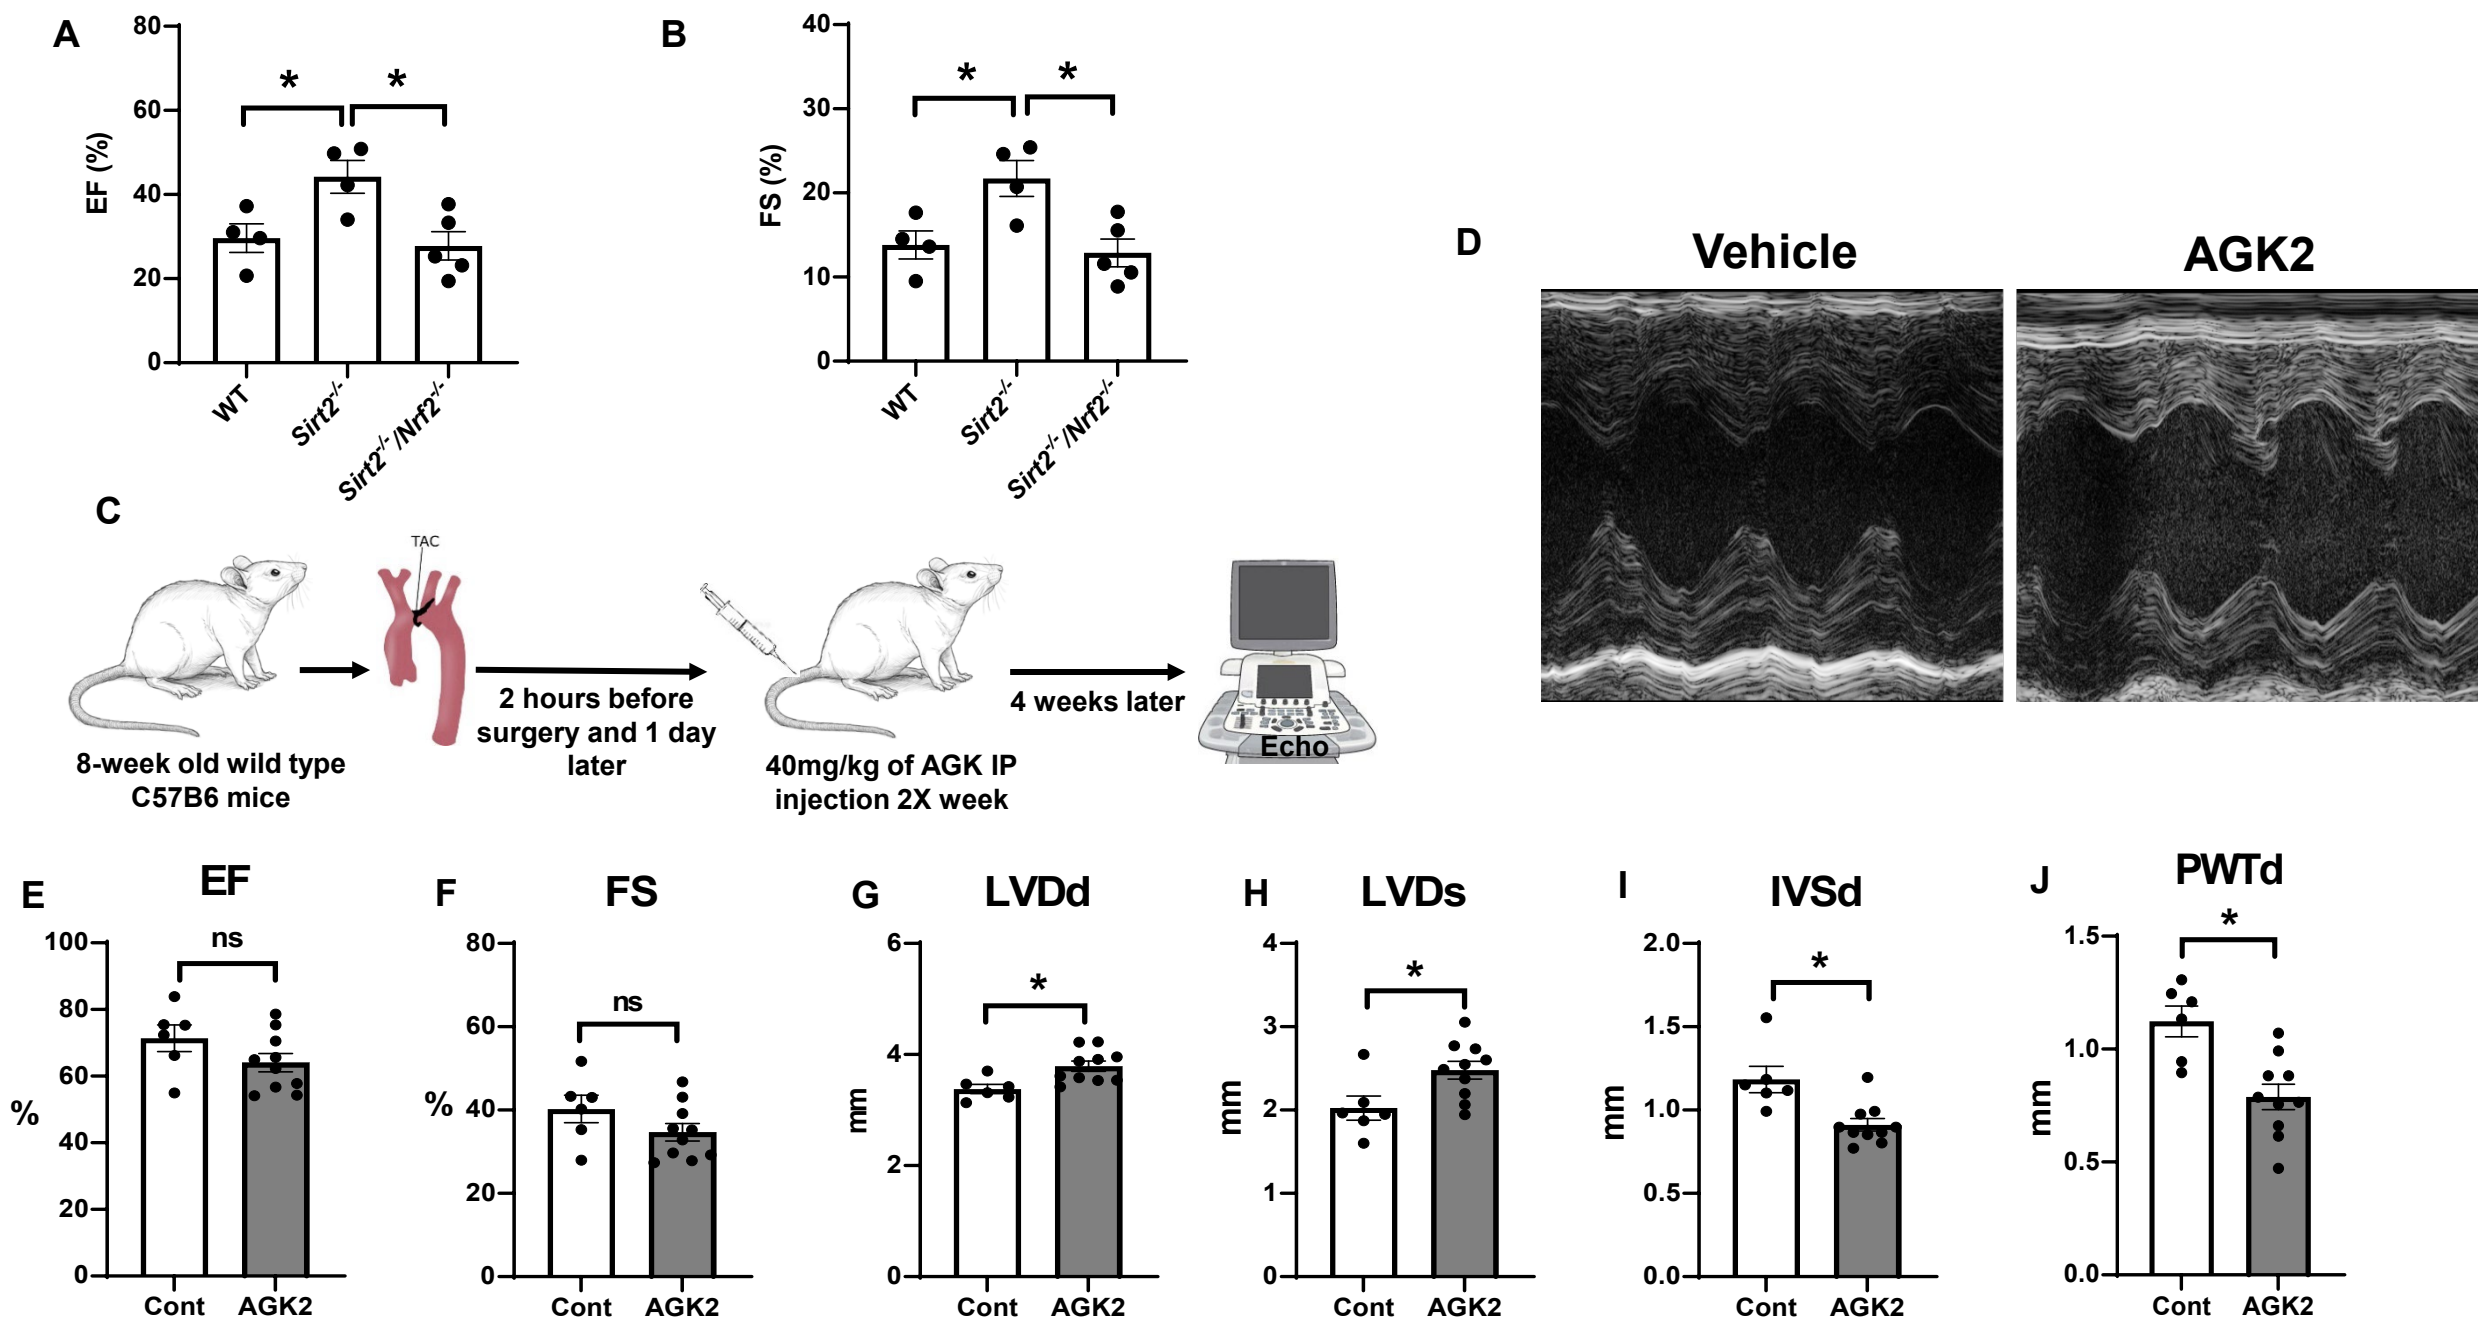 A
80
60
40
20
0
EF (%)
*
*
WT
Sirt2-/-
Sirt2-/-/Nrf2-/-
B
40
30
20
10
0
FS (%)
*
*
WT
Sirt2-/-
Sirt2-/-/Nrf2-/-
C
TAC
8-week old wild type
C57B6 mice
2 hours before
surgery and 1 day
later
40mg/kg of AGK IP
injection 2X week
4 weeks later
Echo
D
Vehicle
AGK2
E
EF
100
80
60
40
20
0
%
ns
Cont
AGK2
F
FS
80
60
40
20
0
%
ns
Cont
AGK2
G
LVDd
6
4
2
0
mm
*
Cont
AGK2
H
LVDs
4
3
2
1
0
mm
*
Cont
AGK2
I
IVSd
2.0
1.5
1.0
0.5
0.0
mm
*
Cont
AGK2
J
PWTd
1.5
1.0
0.5
0.0
mm
*
Cont
AGK2